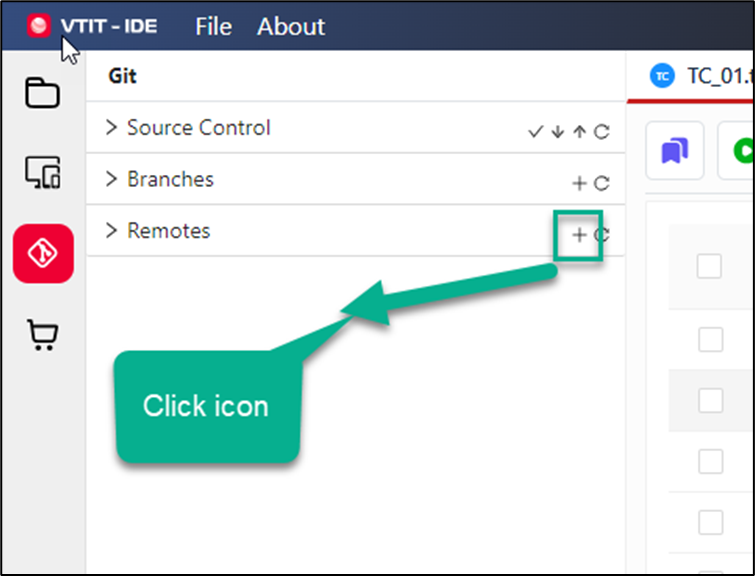 VTIT - IDE File About
Git
TC TC_01.t
Source Control
Branches
Remotes
Click icon